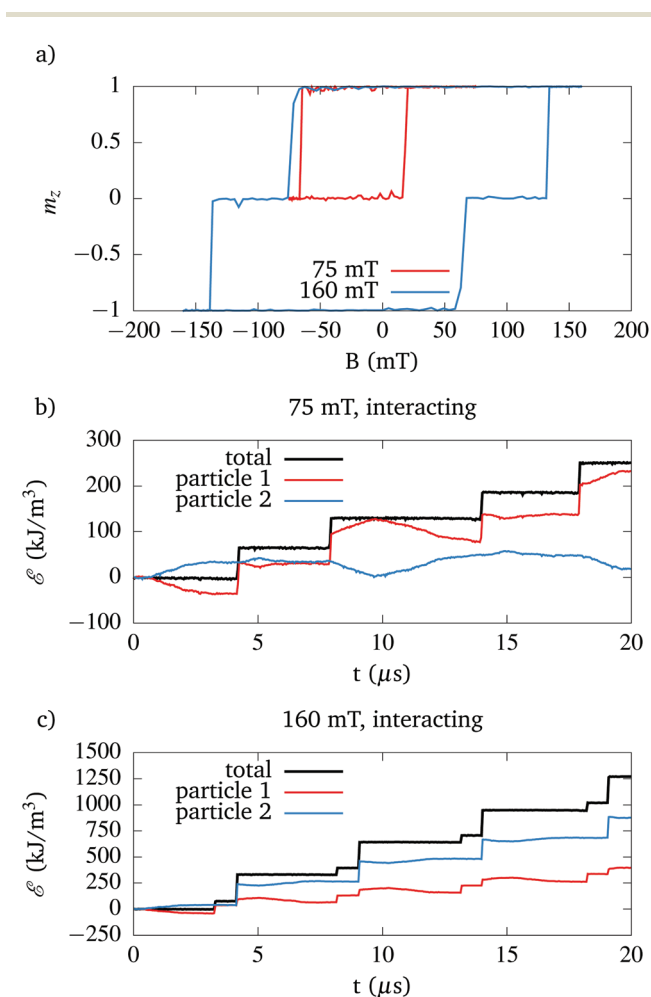 a)
1
0.5
0
−0.5
−1
m_z
75 mT
160 mT
−200 −150 −100 −50 0 50 100 150 200
B (mT)
b) 75 mT, interacting
300
200
100
0
−100
ℰ (kJ/m³)
total
particle 1
particle 2
0 5 10 15 20
t (μs)
c) 160 mT, interacting
1500
1250
1000
750
500
250
0
−250
ℰ (kJ/m³)
total
particle 1
particle 2
0 5 10 15 20
t (μs)